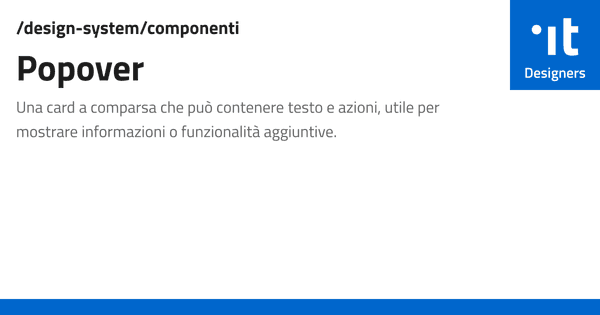 /design-system/componenti
Popover
Una card a comparsa che può contenere testo e azioni, utile per
mostrare informazioni o funzionalità aggiuntive.
it
Designers